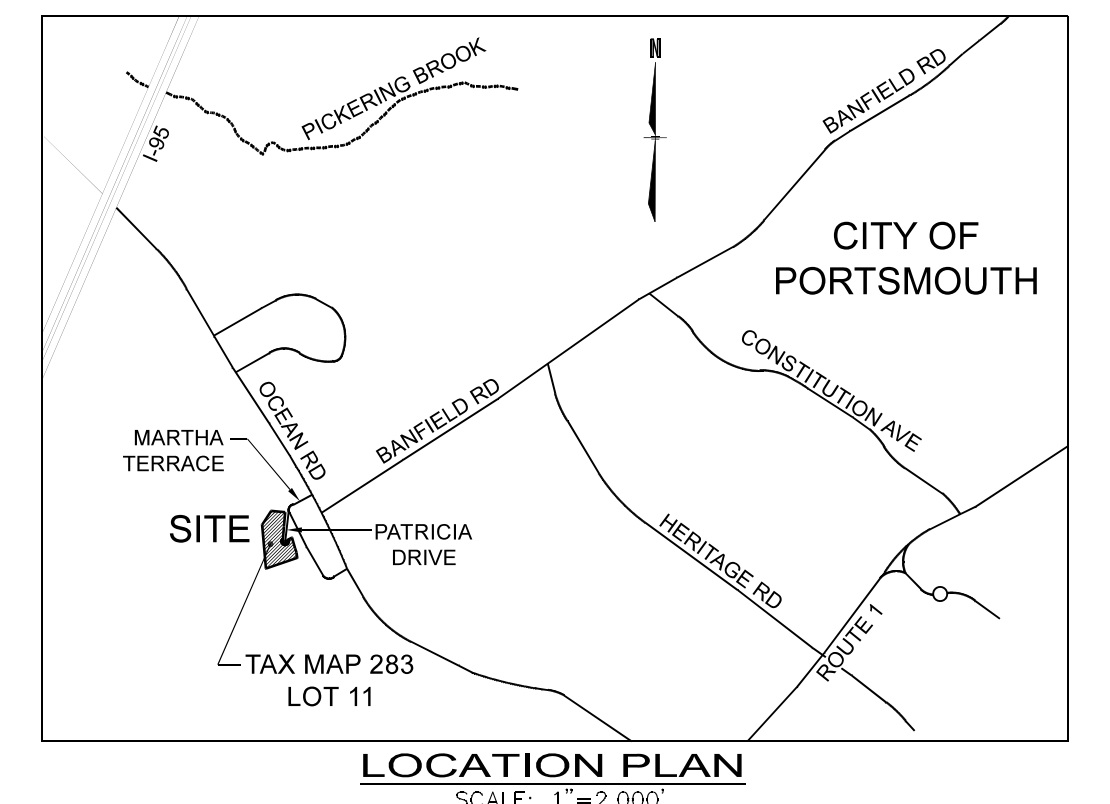 N
PICKERING BROOK
BANFIELD RD
I-95
CITY OF
PORTSMOUTH
CONSTITUTION AVE
OCEAN RD
BANFIELD RD
MARTHA
TERRACE
SITE
PATRICIA
DRIVE
HERITAGE RD
ROUTE 1
TAX MAP 283
LOT 11
LOCATION PLAN
SCALE: 1"=2,000'